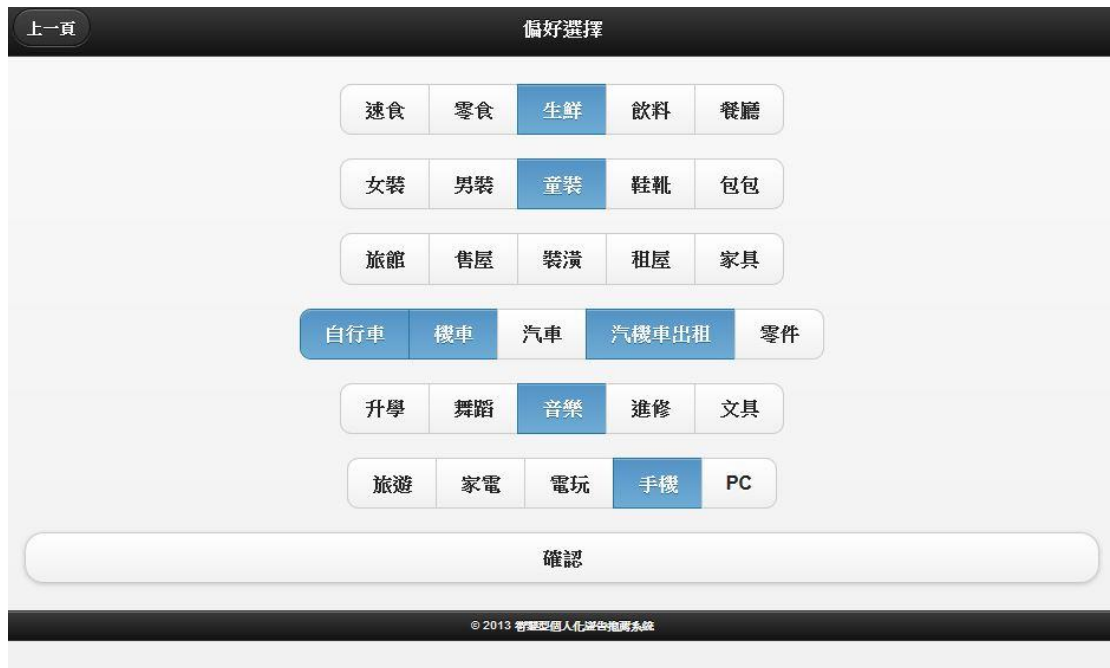 上一頁 偏好選擇
速食 零食 生鮮 飲料 餐廳
女裝 男裝 童裝 鞋靴 包包
旅館 售屋 裝潢 租屋 家具
自行車 機車 汽車 汽機車出租 零件
升學 舞蹈 音樂 進修 文具
旅遊 家電 電玩 手機 PC
確認
© 2013 智慧型個人化廣告推薦系統